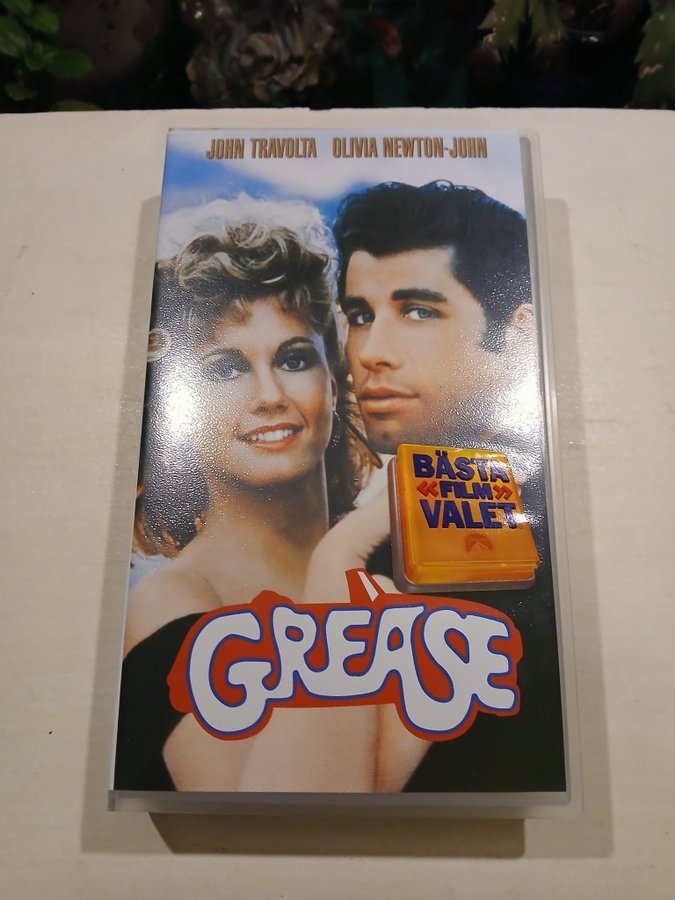 JOHN TRAVOLTA OLIVIA NEWTON-JOHN
BÄSTA
«FILM»
VALET
GREASE